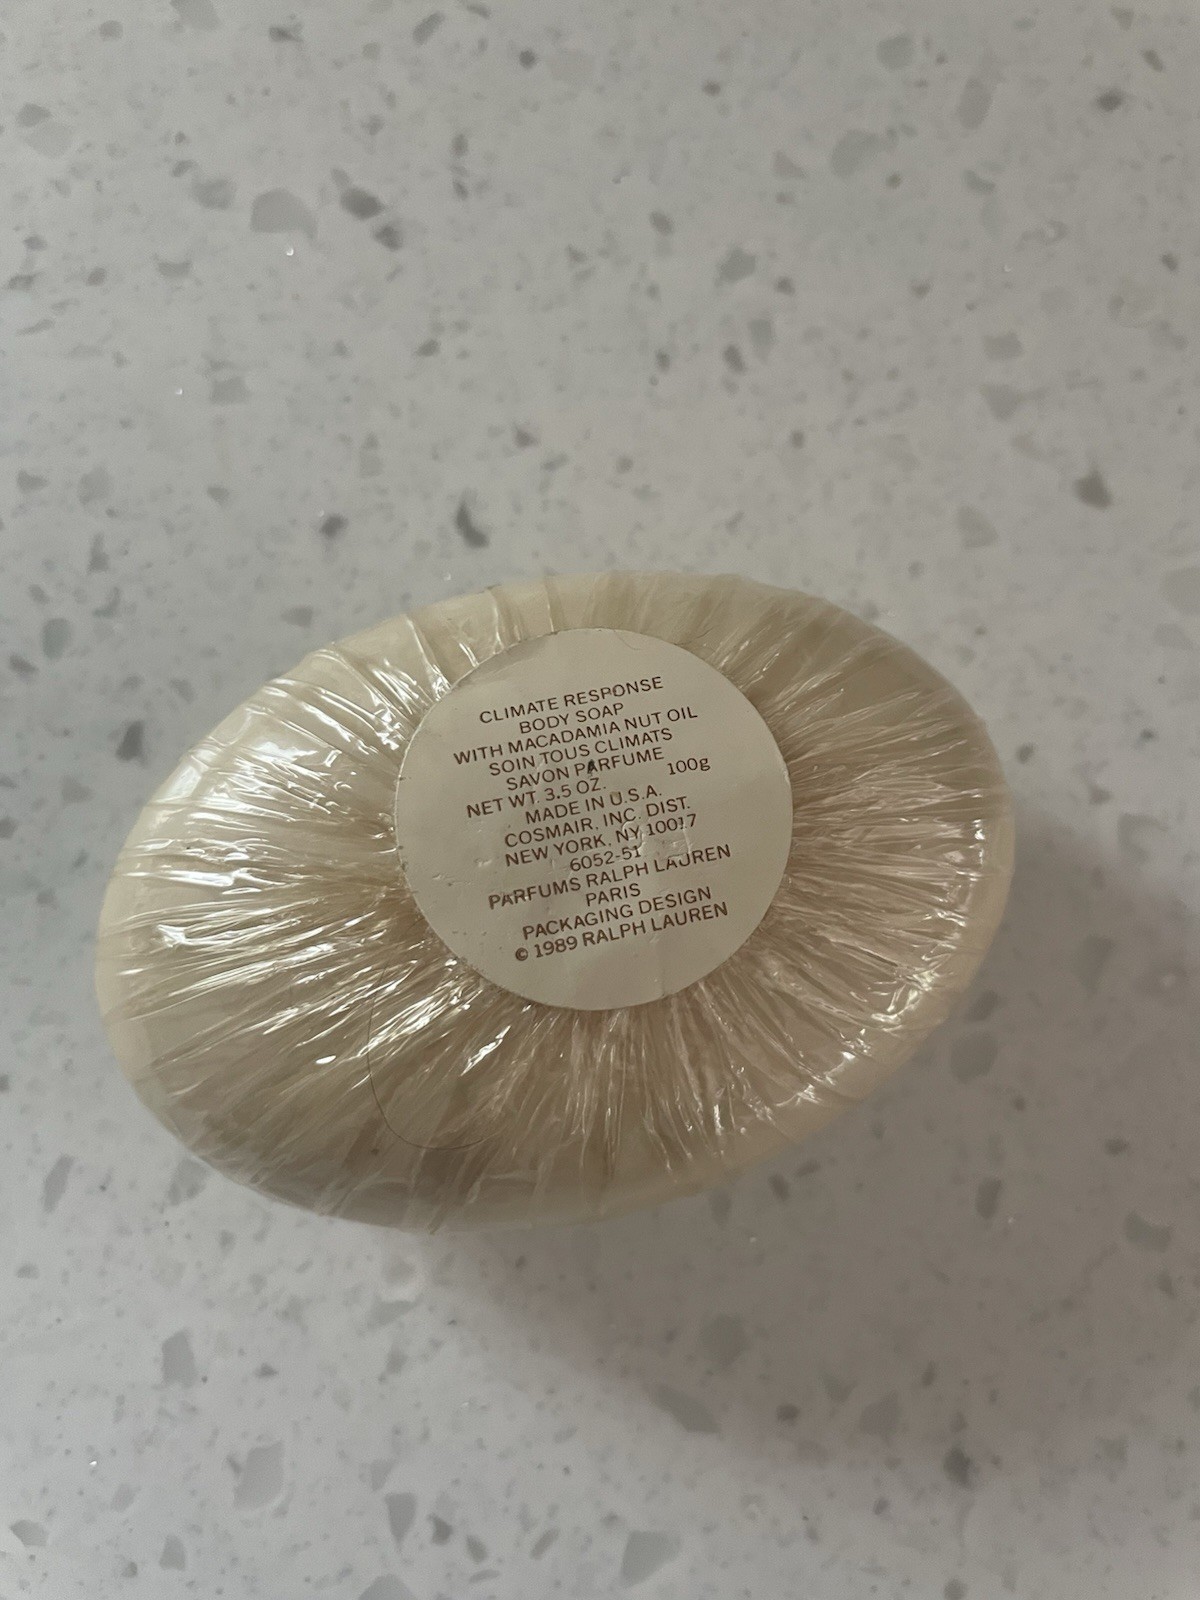 CLIMATE RESPONSE
BODY SOAP
WITH MACADAMIA NUT OIL
SOIN TOUS CLIMATS
SAVON PARFUME
NET WT. 3.5 OZ. 100g
MADE IN U.S.A.
COSMAIR, INC. DIST.
NEW YORK, NY 10017
6052-51
PARFUMS RALPH LAUREN
PARIS
PACKAGING DESIGN
© 1989 RALPH LAUREN